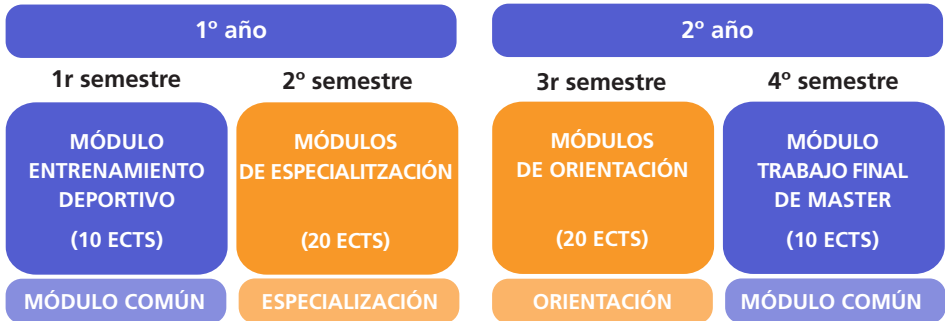 1º año
2º año
1r semestre
2º semestre
3r semestre
4º semestre
MÓDULO
ENTRENAMIENTO
DEPORTIVO
(10 ECTS)
MÓDULOS
DE ESPECIALITZACIÓN
(20 ECTS)
MÓDULOS
DE ORIENTACIÓN
(20 ECTS)
MÓDULO
TRABAJO FINAL
DE MASTER
(10 ECTS)
MÓDULO COMÚN
ESPECIALIZACIÓN
ORIENTACIÓN
MÓDULO COMÚN